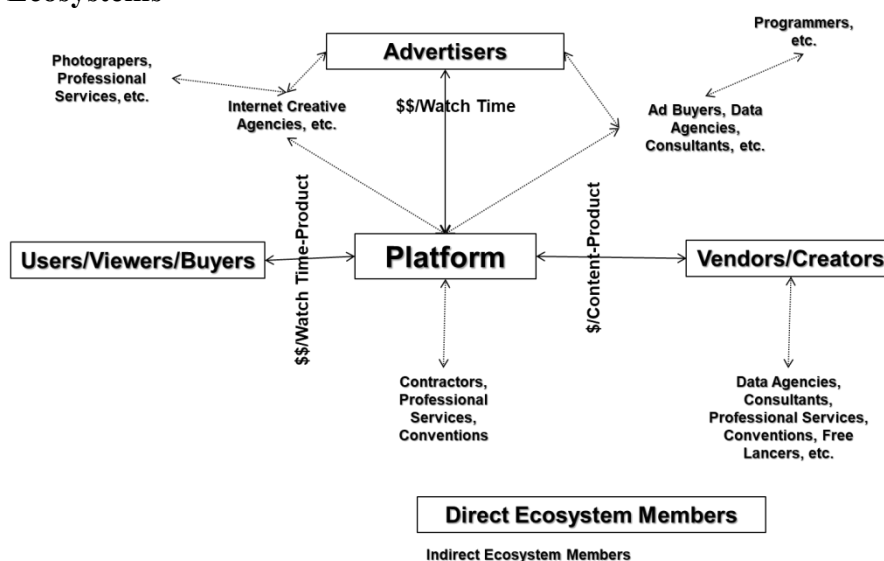 Ecosystems
Programmers,
etc.
Advertisers
Photograpers,
Professional
Services, etc.
Internet Creative
Agencies, etc.
$$/Watch Time
Ad Buyers, Data
Agencies,
Consultants, etc.
Users/Viewers/Buyers
$$/Watch Time-Product
Platform
$/Content-Product
Vendors/Creators
Contractors,
Professional
Services,
Conventions
Data Agencies,
Consultants,
Professional Services,
Conventions, Free
Lancers, etc.
Direct Ecosystem Members
Indirect Ecosystem Members